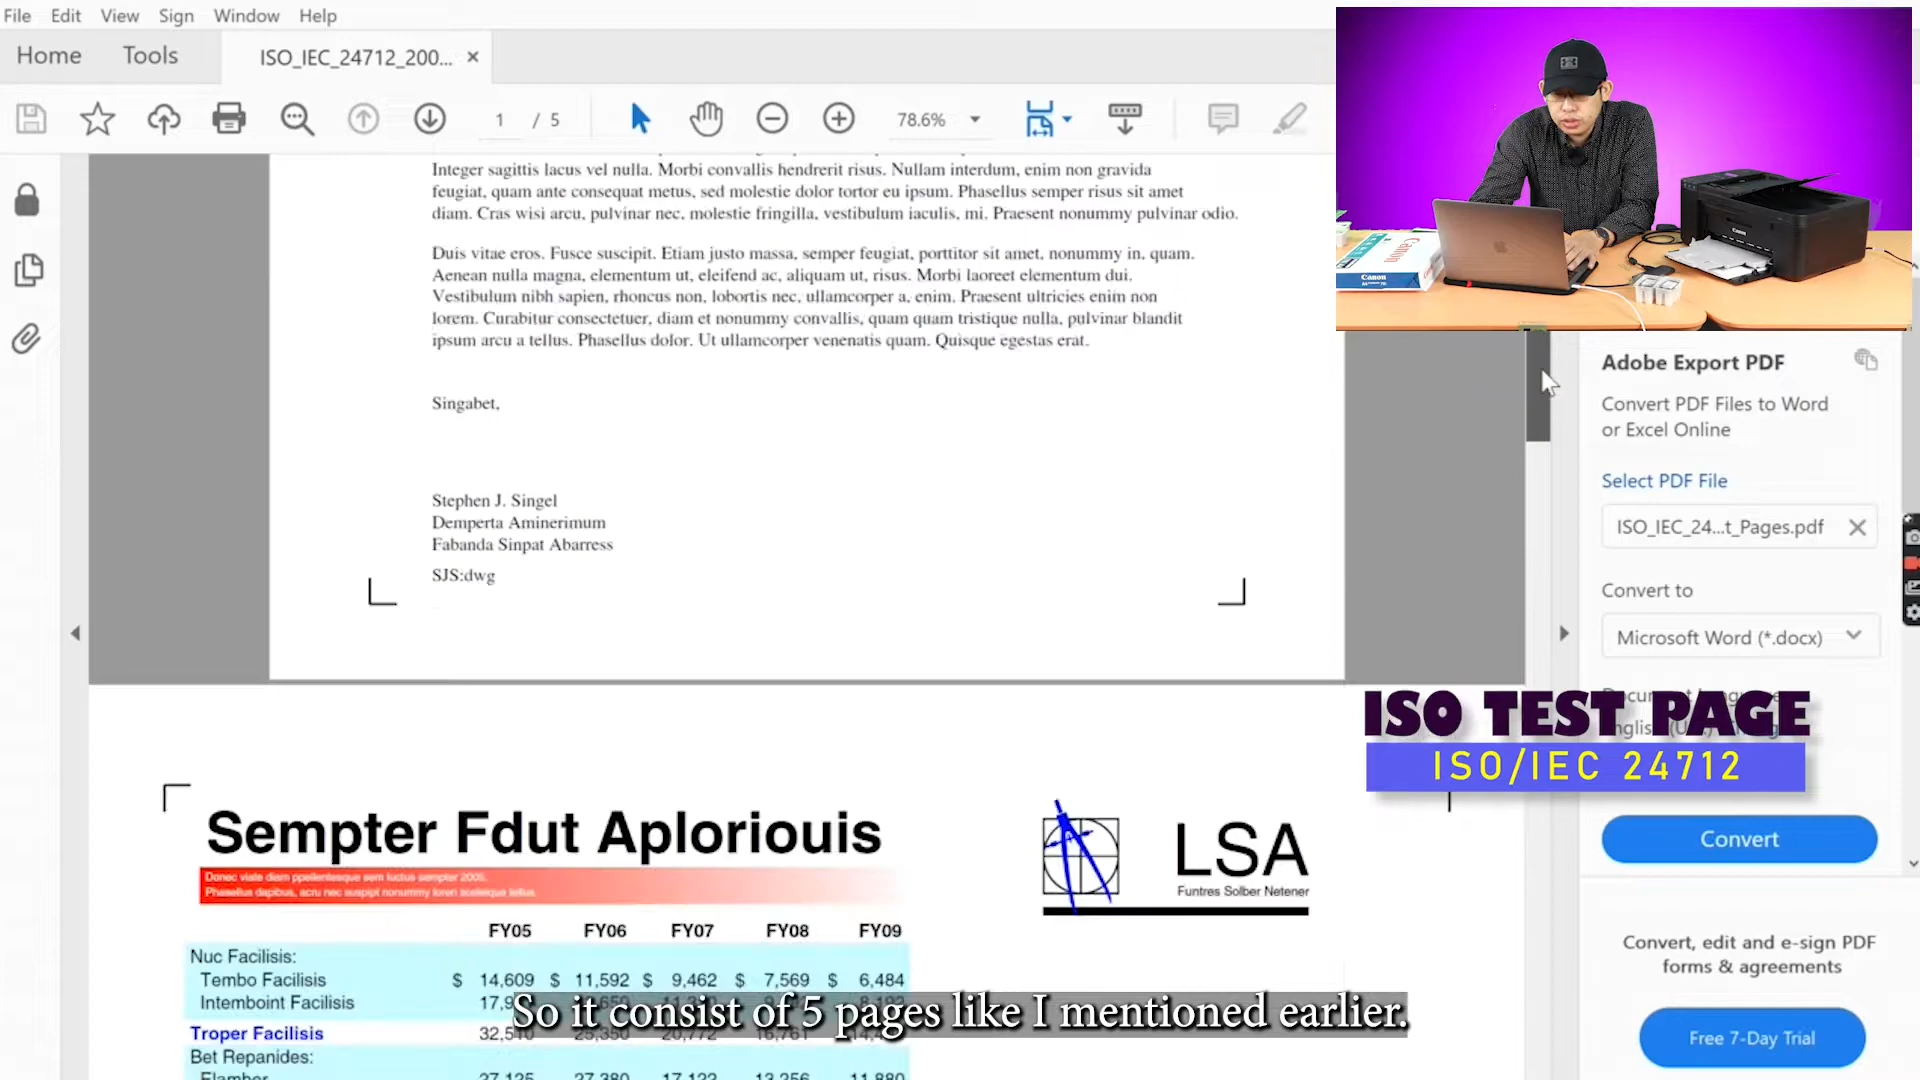 File Edit View Sign Window Help
Home Tools ISO_IEC_24712_200...
1 / 5 78.6%
Integer sagittis lacus vel nulla. Morbi convallis hendrerit risus. Nullam interdum, enim non gravida
feugiat, quam ante consequat metus, sed molestie dolor tortor eu ipsum. Phasellus semper risus sit amet
diam. Cras wisi arcu, pulvinar nec, molestie fringilla, vestibulum iaculis, mi. Praesent nonummy pulvinar odio.
Duis vitae eros. Fusce suscipit. Etiam justo massa, semper feugiat, porttitor sit amet, nonummy in, quam.
Aenean nulla magna, elementum ut, eleifend ac, aliquam ut, risus. Morbi laoreet elementum dui.
Vestibulum nibh sapien, rhoncus non, lobortis nec, ullamcorper a, enim. Praesent ultricies enim non
lorem. Curabitur consectetuer, diam et nonummy convallis, quam quam tristique nulla, pulvinar blandit
ipsum arcu a tellus. Phasellus dolor. Ut ullamcorper venenatis quam. Quisque egestas erat.
Singabet,
Stephen J. Singel
Demperta Aminerimum
Fabanda Sinpat Abarress
SJS:dwg
Canon
Canon
Canon
Adobe Export PDF
Convert PDF Files to Word
or Excel Online
Select PDF File
ISO_IEC_24...t_Pages.pdf
Convert to
Microsoft Word (*.docx)
ISO TEST PAGE
ISO/IEC 24712
Convert
Convert, edit and e-sign PDF
forms & agreements
Free 7-Day Trial
Sempter Fdut Aploriouis
Donec viate diam ppellentesque sem luctus sempter 2005.
LSA
Funtres Solber Netener
FY05 FY06 FY07 FY08 FY09
Nuc Facilisis:
Tembo Facilisis $ 14,609 $ 11,592 $ 9,462 $ 7,569 $ 6,484
Intemboint Facilisis
Troper Facilisis
Bet Repanides:
So it consist of 5 pages like I mentioned earlier.